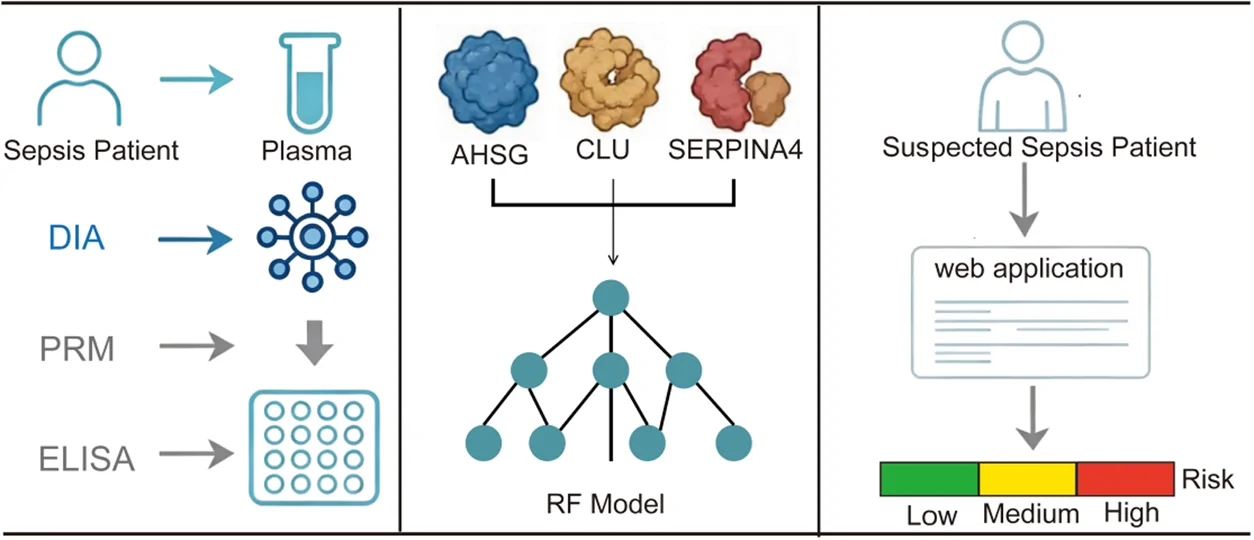 Sepsis Patient
Plasma
DIA
PRM
ELISA
AHSG
CLU
SERPINA4
RF Model
Suspected Sepsis Patient
web application
Risk
Low
Medium
High